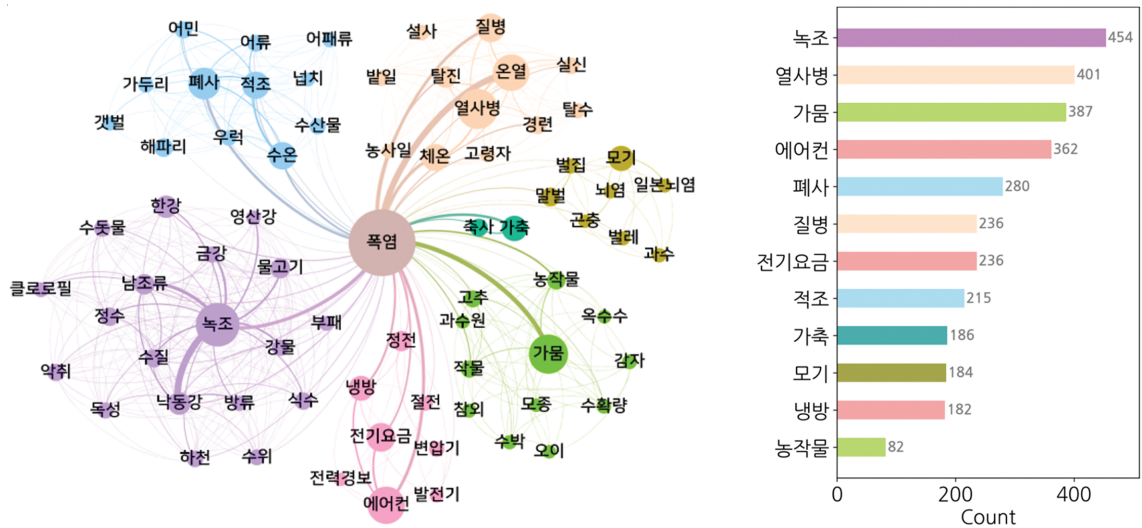 어민
어류
어패류
가두리
폐사
적조
넙치
갯벌
해파리
우럭
수산물
수온
설사
질병
밭일
탈진
온열
실신
열사병
탈수
경련
농사일
체온
고령자
벌집
모기
말벌
뇌염
일본뇌염
곤충
벌레
과수
축사
가축
폭염
한강
수돗물
영산강
금강
물고기
클로로필
남조류
정수
녹조
부패
수질
강물
악취
독성
낙동강
방류
식수
하천
수위
정전
냉방
절전
전기요금
변압기
전력경보
에어컨
발전기
농작물
고추
과수원
옥수수
가뭄
작물
감자
참외
모종
수확량
수박
오이
녹조 454
열사병 401
가뭄 387
에어컨 362
폐사 280
질병 236
전기요금 236
적조 215
가축 186
모기 184
냉방 182
농작물 82
0 200 400
Count